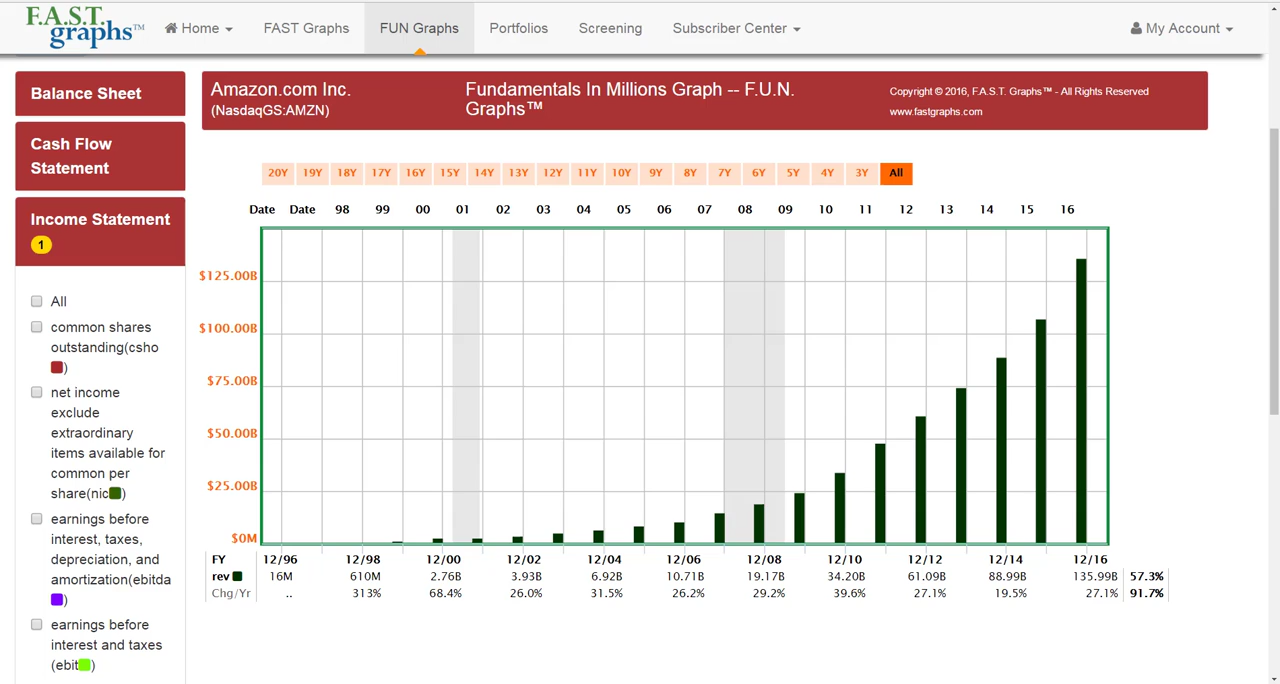 F.A.S.T.
graphs™
Home
FAST Graphs
FUN Graphs
Portfolios
Screening
Subscriber Center
My Account
Balance Sheet
Cash Flow
Statement
Income Statement
1
All
common shares
outstanding(csho
)
net income
exclude
extraordinary
items available for
common per
share(nic )
earnings before
interest, taxes,
depreciation, and
amortization(ebitda
)
earnings before
interest and taxes
(ebit )
Amazon.com Inc.
(NasdaqGS:AMZN)
Fundamentals In Millions Graph -- F.U.N.
Graphs™
Copyright © 2016, F.A.S.T. Graphs™ - All Rights Reserved
www.fastgraphs.com
20Y 19Y 18Y 17Y 16Y 15Y 14Y 13Y 12Y 11Y 10Y 9Y 8Y 7Y 6Y 5Y 4Y 3Y All
Date Date 98 99 00 01 02 03 04 05 06 07 08 09 10 11 12 13 14 15 16
$125.00B
$100.00B
$75.00B
$50.00B
$25.00B
$0M
FY 12/96 12/98 12/00 12/02 12/04 12/06 12/08 12/10 12/12 12/14 12/16
rev 16M 610M 2.76B 3.93B 6.92B 10.71B 19.17B 34.20B 61.09B 88.99B 135.99B 57.3%
Chg/Yr .. 313% 68.4% 26.0% 31.5% 26.2% 29.2% 39.6% 27.1% 19.5% 27.1% 91.7%